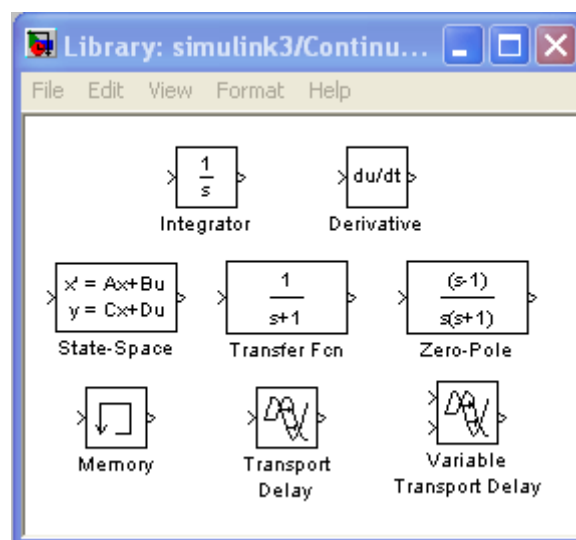 Library: simulink3/Continu...
File Edit View Format Help
1
s
du/dt
Integrator Derivative
x' = Ax+Bu
y = Cx+Du
1
s+1
(s-1)
s(s+1)
State-Space Transfer Fcn Zero-Pole
Memory
Transport
Delay
Variable
Transport Delay